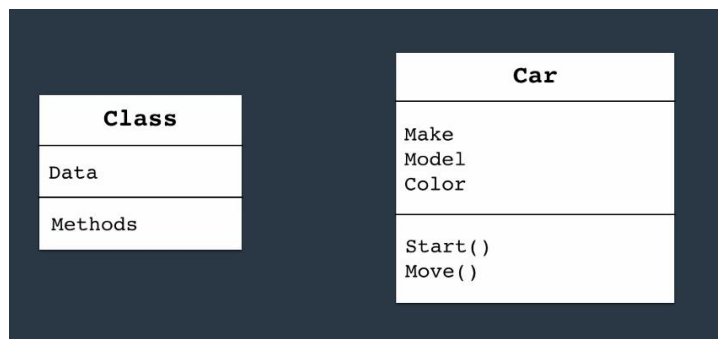 Class
Data
Methods
Car
Make
Model
Color
Start()
Move()